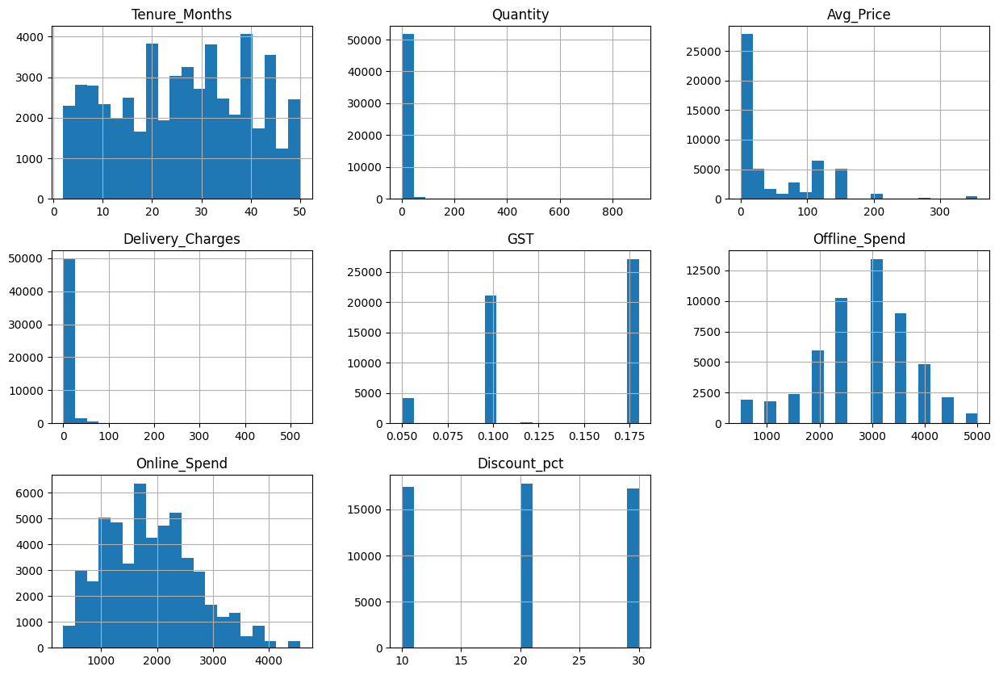 Tenure_Months
4000
3000
2000
1000
0
0 10 20 30 40 50
Quantity
50000
40000
30000
20000
10000
0
0 200 400 600 800
Avg_Price
25000
20000
15000
10000
5000
0
0 100 200 300
Delivery_Charges
50000
40000
30000
20000
10000
0
0 100 200 300 400 500
GST
25000
20000
15000
10000
5000
0
0.050 0.075 0.100 0.125 0.150 0.175
Offline_Spend
12500
10000
7500
5000
2500
0
1000 2000 3000 4000 5000
Online_Spend
6000
5000
4000
3000
2000
1000
0
1000 2000 3000 4000
Discount_pct
15000
10000
5000
0
10 15 20 25 30